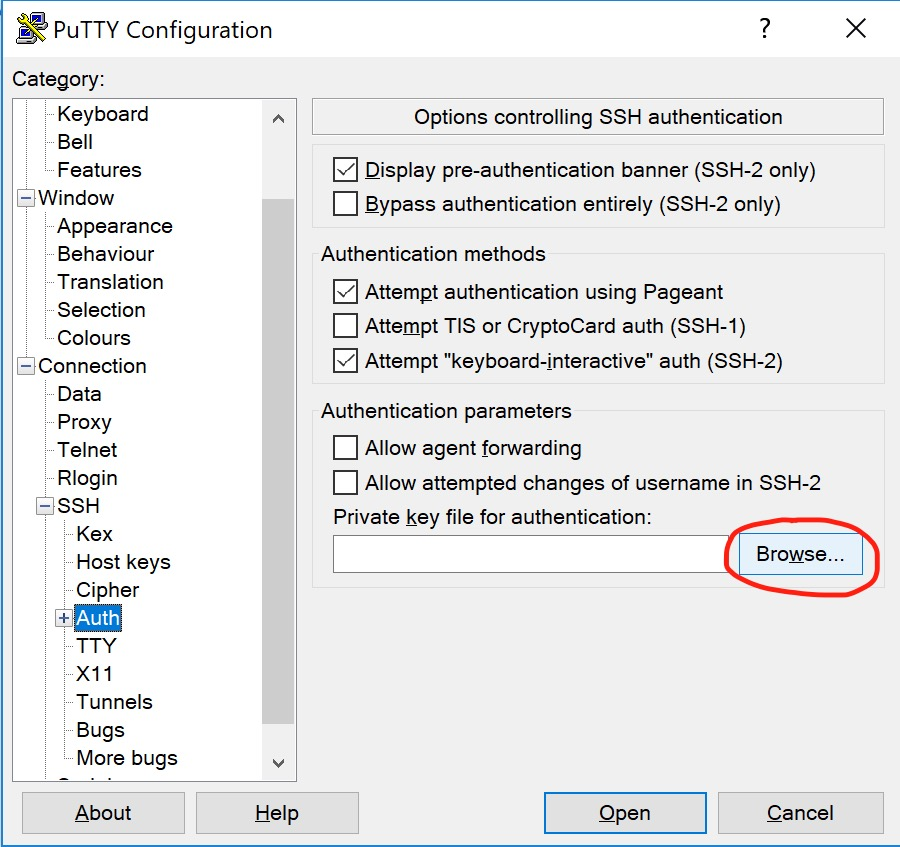 PuTTY Configuration
?
Category:
Keyboard
Bell
Features
Window
Appearance
Behaviour
Translation
Selection
Colours
Connection
Data
Proxy
Telnet
Rlogin
SSH
Kex
Host keys
Cipher
Auth
TTY
X11
Tunnels
Bugs
More bugs
Options controlling SSH authentication
Display pre-authentication banner (SSH-2 only)
Bypass authentication entirely (SSH-2 only)
Authentication methods
Attempt authentication using Pageant
Attempt TIS or CryptoCard auth (SSH-1)
Attempt "keyboard-interactive" auth (SSH-2)
Authentication parameters
Allow agent forwarding
Allow attempted changes of username in SSH-2
Private key file for authentication:
Browse...
About
Help
Open
Cancel